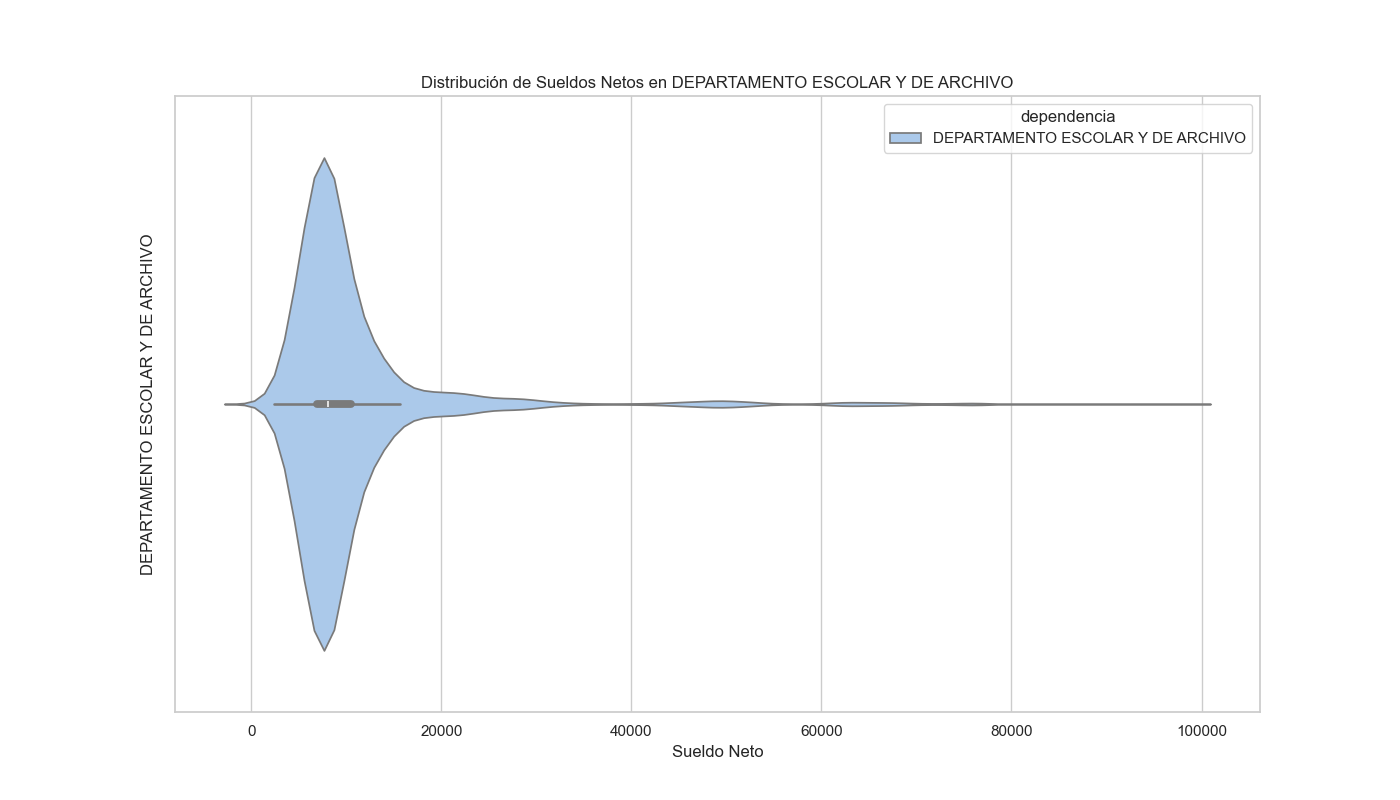 Distribución de Sueldos Netos en DEPARTAMENTO ESCOLAR Y DE ARCHIVO
dependencia
DEPARTAMENTO ESCOLAR Y DE ARCHIVO
DEPARTAMENTO ESCOLAR Y DE ARCHIVO
0 20000 40000 60000 80000 100000
Sueldo Neto